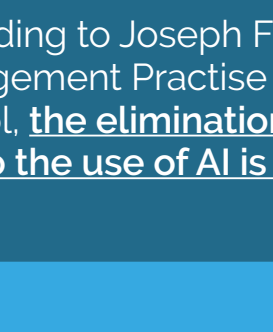 ding to Joseph F
gement Practise
l, the elimination
o the use of AI is